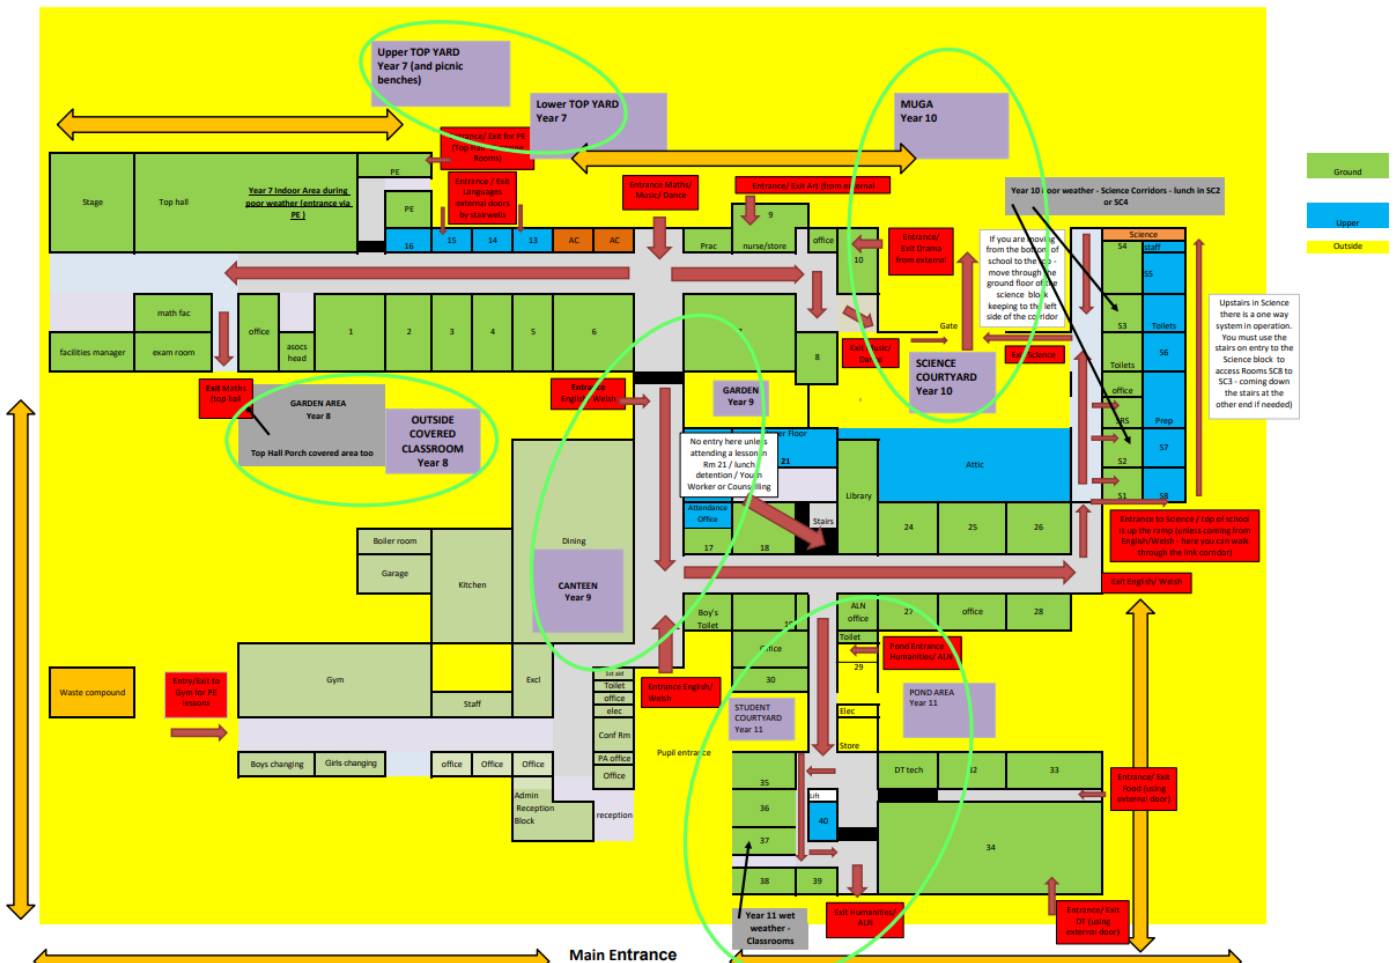 Upper TOP YARD
Year 7 (and picnic
benches)
Lower TOP YARD
Year 7
MUGA
Year 10
Ground
Upper
Outside
Entrance/ Exit for PE
(Top Hall
Rooms)
Stage
Top hall
Year 7 Indoor Area during
poor weather (entrance via
PE )
PE
PE
Entrance / Exit
Languages
external doors
by stairwells
Entrance Maths/
Music/ Dance
Entrance/ Exit Art (from external
Year 10 Poor weather - Science Corridors - lunch in SC2
or SC4
16
15
14
13
AC
AC
Prac
9
nurse/store
office
10
Entrance/
Exit Drama
from external
If you are moving
from the bottom of
school to the top -
move through the
ground floor of the
science block
keeping to the left
side of the corridor
Science
S4
staff
S5
S3
Toilets
Toilets
S6
office
Prep
S2
S7
S1
S8
Upstairs in Science
there is a one way
system in operation.
You must use the
stairs on entry to the
Science block to
access Rooms SC8 to
SC3 - coming down
the stairs at the
other end if needed)
math fac
facilities manager
exam room
office
asocs
head
1
2
3
4
5
6
8
Gate
Exit Music/
Dance
Exit Science
SCIENCE
COURTYARD
Year 10
Exit Maths
(top hall
GARDEN AREA
Year 8
Top Hall Porch covered area too
OUTSIDE
COVERED
CLASSROOM
Year 8
Entrance
English/ Welsh
GARDEN
Year 9
No entry here unless
attending a lesson in
Rm 21 / lunch
detention / Youth
Worker or Counselling
Floor
21
Attic
Library
Attendance
Office
Stairs
17
18
24
25
26
Entrance to Science / top of school
is up the ramp (unless coming from
English/Welsh - here you can walk
through the link corridor)
Exit English/ Welsh
Boiler room
Garage
Kitchen
Dining
CANTEEN
Year 9
Boy's
Toilet
19
ALN
office
27
office
28
Office
Toilet
Pond Entrance
Humanities/ ALN
29
30
Waste compound
Entry/Exit to
Gym for PE
lessons
Gym
Staff
Excl
1st aid
Toilet
office
elec
Conf Rm
PA office
Office
Entrance English/
Welsh
STUDENT
COURTYARD
Year 11
POND AREA
Year 11
Elec
Store
Pupil entrance
Boys changing
Girls changing
office
Office
Office
Admin
Reception
Block
reception
35
36
37
38
39
Lift
40
DT tech
33
34
Entrance/ Exit
Food (using
external door)
Year 11 wet
weather -
Classrooms
Exit Humanities/
ALN
Entrance/ Exit
DT (using
external door)
Main Entrance